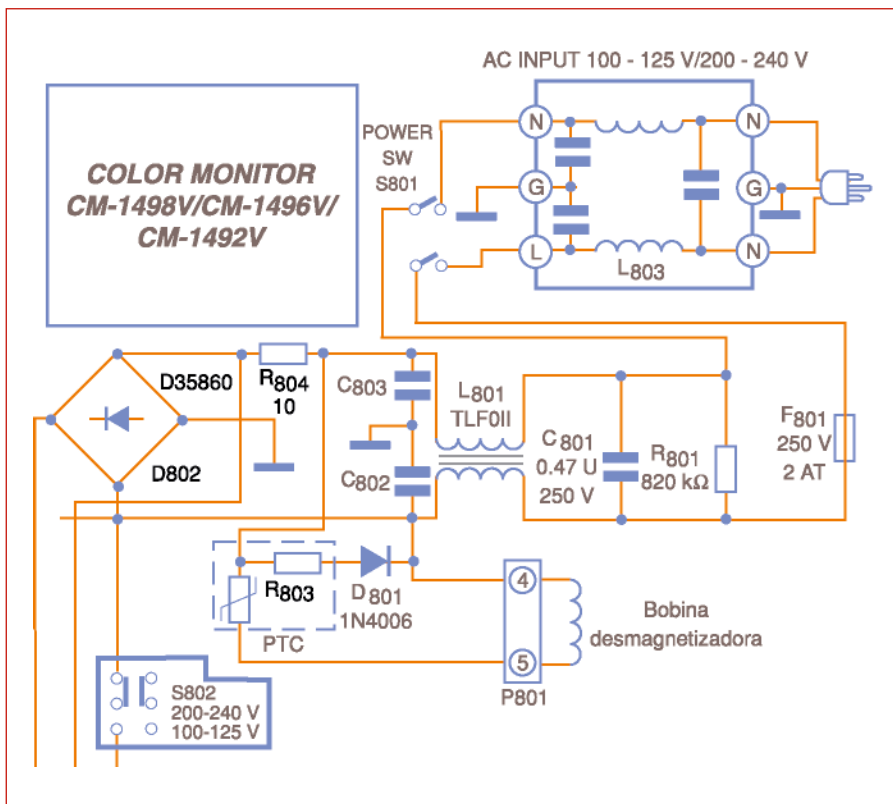 AC INPUT 100 - 125 V/200 - 240 V
COLOR MONITOR
CM-1498V/CM-1496V/
CM-1492V
POWER
SW
S801
N
G
L
N
G
N
L803
D35860
D802
R804
10
C803
C802
L801
TLF0II
C801
0.47 U
250 V
R801
820 kΩ
F801
250 V
2 AT
R803
PTC
D801
1N4006
4
5
P801
Bobina
desmagnetizadora
S802
200-240 V
100-125 V